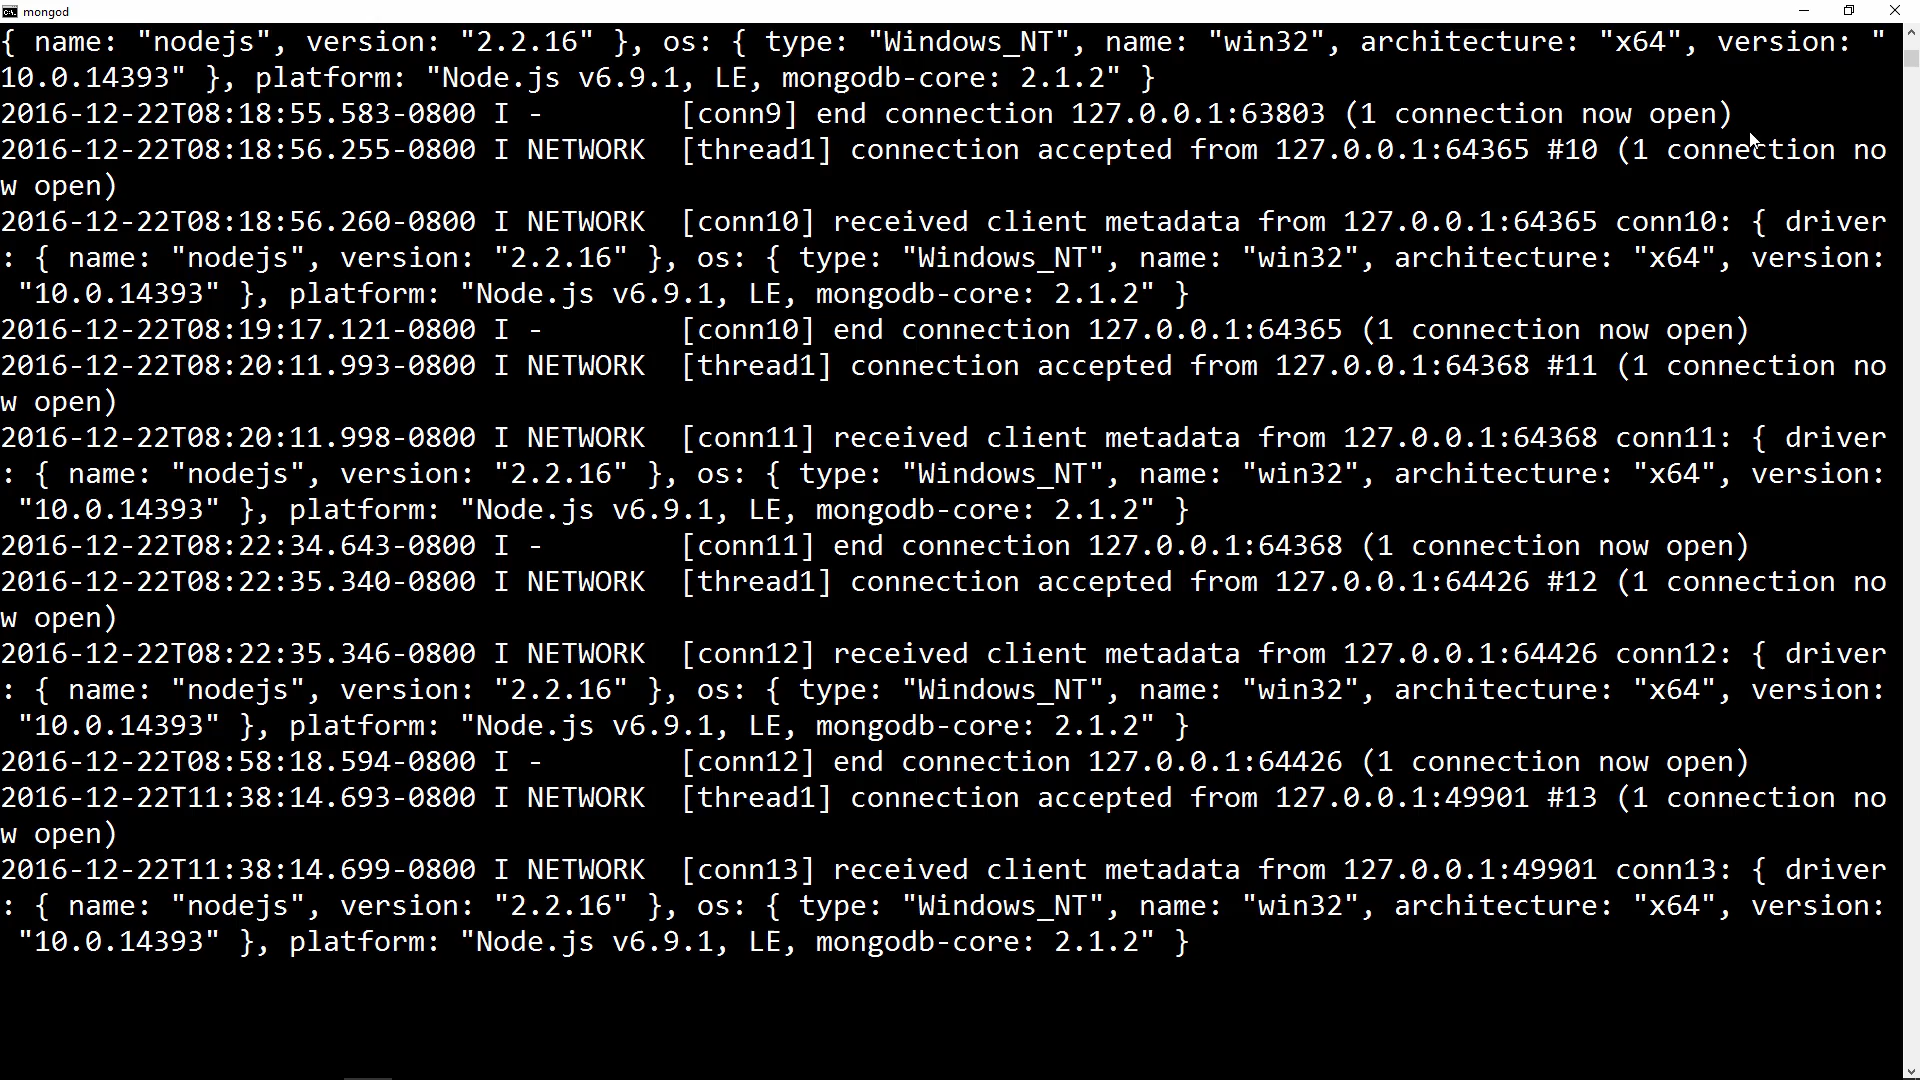 mongod
{ name: "nodejs", version: "2.2.16" }, os: { type: "Windows_NT", name: "win32", architecture: "x64", version: "
10.0.14393" }, platform: "Node.js v6.9.1, LE, mongodb-core: 2.1.2" }
2016-12-22T08:18:55.583-0800 I -        [conn9] end connection 127.0.0.1:63803 (1 connection now open)
2016-12-22T08:18:56.255-0800 I NETWORK  [thread1] connection accepted from 127.0.0.1:64365 #10 (1 connection no
w open)
2016-12-22T08:18:56.260-0800 I NETWORK  [conn10] received client metadata from 127.0.0.1:64365 conn10: { driver
: { name: "nodejs", version: "2.2.16" }, os: { type: "Windows_NT", name: "win32", architecture: "x64", version:
 "10.0.14393" }, platform: "Node.js v6.9.1, LE, mongodb-core: 2.1.2" }
2016-12-22T08:19:17.121-0800 I -        [conn10] end connection 127.0.0.1:64365 (1 connection now open)
2016-12-22T08:20:11.993-0800 I NETWORK  [thread1] connection accepted from 127.0.0.1:64368 #11 (1 connection no
w open)
2016-12-22T08:20:11.998-0800 I NETWORK  [conn11] received client metadata from 127.0.0.1:64368 conn11: { driver
: { name: "nodejs", version: "2.2.16" }, os: { type: "Windows_NT", name: "win32", architecture: "x64", version:
 "10.0.14393" }, platform: "Node.js v6.9.1, LE, mongodb-core: 2.1.2" }
2016-12-22T08:22:34.643-0800 I -        [conn11] end connection 127.0.0.1:64368 (1 connection now open)
2016-12-22T08:22:35.340-0800 I NETWORK  [thread1] connection accepted from 127.0.0.1:64426 #12 (1 connection no
w open)
2016-12-22T08:22:35.346-0800 I NETWORK  [conn12] received client metadata from 127.0.0.1:64426 conn12: { driver
: { name: "nodejs", version: "2.2.16" }, os: { type: "Windows_NT", name: "win32", architecture: "x64", version:
 "10.0.14393" }, platform: "Node.js v6.9.1, LE, mongodb-core: 2.1.2" }
2016-12-22T08:58:18.594-0800 I -        [conn12] end connection 127.0.0.1:64426 (1 connection now open)
2016-12-22T11:38:14.693-0800 I NETWORK  [thread1] connection accepted from 127.0.0.1:49901 #13 (1 connection no
w open)
2016-12-22T11:38:14.699-0800 I NETWORK  [conn13] received client metadata from 127.0.0.1:49901 conn13: { driver
: { name: "nodejs", version: "2.2.16" }, os: { type: "Windows_NT", name: "win32", architecture: "x64", version:
 "10.0.14393" }, platform: "Node.js v6.9.1, LE, mongodb-core: 2.1.2" }